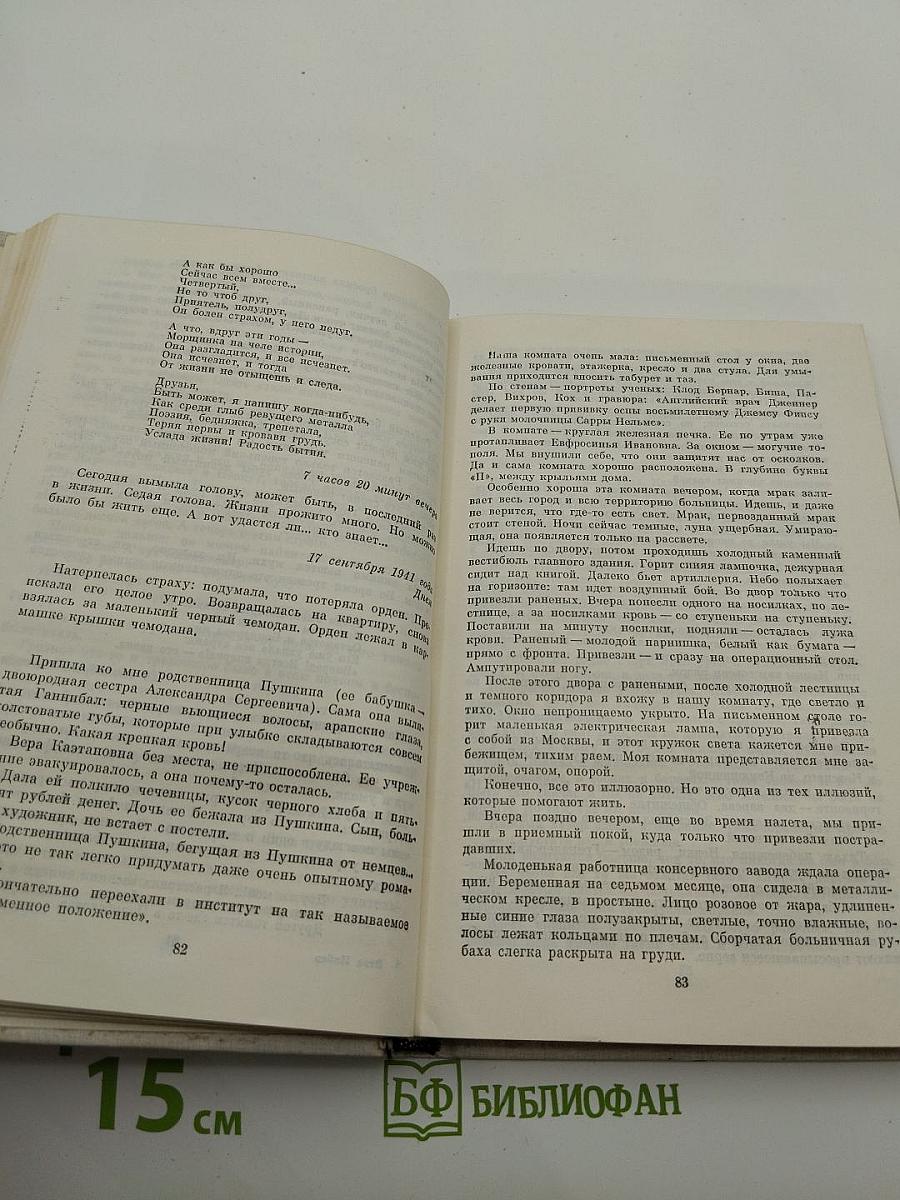 А как бы хорошо
Сейчас всем вместе...
Четвертый,
Не то чтоб друг,
Приятель, полудруг,
Он болен страхом, у него недуг.
А что, вдруг эти годы —
Морщинка на челе истории,
Она разгладится, и все исчезнет.
Она исчезнет, и тогда
От жизни не отыщешь и следа.
Друзья,
Быть может, я напишу когда-нибудь,
Как среди глыб ревущего металла
Поэзия, бедняжка, трепетала,
Теряя нервы и кровавя грудь.
Услада жизни! Радость бытия.
7 часов 20 минут вечера
Сегодня вымыла голову, может быть, в последний раз
в жизни. Седая голова. Жизни прожито много. Но можно
было бы жить еще. А вот удастся ли... кто знает...
17 сентября 1941 года.
Днем
Натерпелась страху: подумала, что потеряла орден. Про-
искала его целое утро. Возвращалась на квартиру, снова
взялась за маленький черный чемодан. Орден лежал в кар-
машке крышки чемодана.
Пришла ко мне родственница Пушкина (ее бабушка —
двоюродная сестра Александра Сергеевича). Сама она выли-
тая Ганнибал: черные вьющиеся волосы, арапские глаза,
толстоватые губы, которые при улыбке складываются совсем
необычно. Какая крепкая кровь!
Вера Каэтановна без места, не приспособлена. Ее учреж-
ние эвакуировалось, а она почему-то осталась.
Дала ей полкило чечевицы, кусок черного хлеба и пять-
ят рублей денег. Дочь ее бежала из Пушкина. Сын, боль-
художник, не встает с постели.
одственница Пушкина, бегущая из Пушкина от немцев...
это не так легко придумать даже очень опытному рома-
ончательно переехали в институт на так называемое
менное положение».
82
Наша комната очень мала: письменный стол у окна, две
железные кровати, этажерка, кресло и два стула. Для умы-
вания приходится вносить табурет и таз.
По стенам — портреты ученых: Клод Бернар, Биша, Па-
стер, Вихров, Кох и гравюра: «Английский врач Дженнер
делает первую прививку оспы восьмилетнему Джемсу Фипсу
с руки молочницы Сарры Нельмс».
В комнате — круглая железная печка. Ее по утрам уже
протапливает Евфросинья Ивановна. За окном — могучие то-
поля. Мы внушили себе, что они защитят нас от осколков.
Да и сама комната хорошо расположена. В глубине буквы
«П», между крыльями дома.
Особенно хороша эта комната вечером, когда мрак зали-
вает весь город и всю территорию больницы. Идешь, и даже
не верится, что где-то есть свет. Мрак, первозданный мрак
стоит стеной. Ночи сейчас темные, луна ущербная. Умираю-
щая, она появляется только на рассвете.
Идешь по двору, потом проходишь холодный каменный
вестибюль главного здания. Горит синяя лампочка, дежурная
сидит над книгой. Далеко бьет артиллерия. Небо полыхает
на горизонте: там идет воздушный бой. Во двор только что
привезли раненых. Вчера понесли одного на носилках, по ле-
стнице, а за носилками кровь — со ступеньки на ступеньку.
Поставили на минуту носилки, подняли — осталась лужа
крови. Раненый — молодой парнишка, белый как бумага —
прямо с фронта. Привезли — и сразу на операционный стол.
Ампутировали ногу.
После этого двора с ранеными, после холодной лестницы
и темного коридора я вхожу в нашу комнату, где светло и
тихо. Окно непроницаемо укрыто. На письменном столе го-
рит маленькая электрическая лампа, которую я привезла
с собой из Москвы, и этот кружок света кажется мне при-
бежищем, тихим раем. Моя комната представляется мне за-
щитой, очагом, опорой.
Конечно, все это иллюзорно. Но это одна из тех иллюзий,
которые помогают жить.
Вчера поздно вечером, еще во время налета, мы при-
шли в приемный покой, куда только что привезли постра-
давших.
Молоденькая работница консервного завода ждала опера-
ции. Беременная на седьмом месяце, она сидела в металли-
ческом кресле, в простыне. Лицо розовое от жара, удлинен-
ные синие глаза полузакрыты, светлые, точно влажные, во-
лосы лежат кольцами по плечам. Сборчатая больничная ру-
баха слегка раскрыта на груди.
83
15 см
БФ БИБЛИОФАН